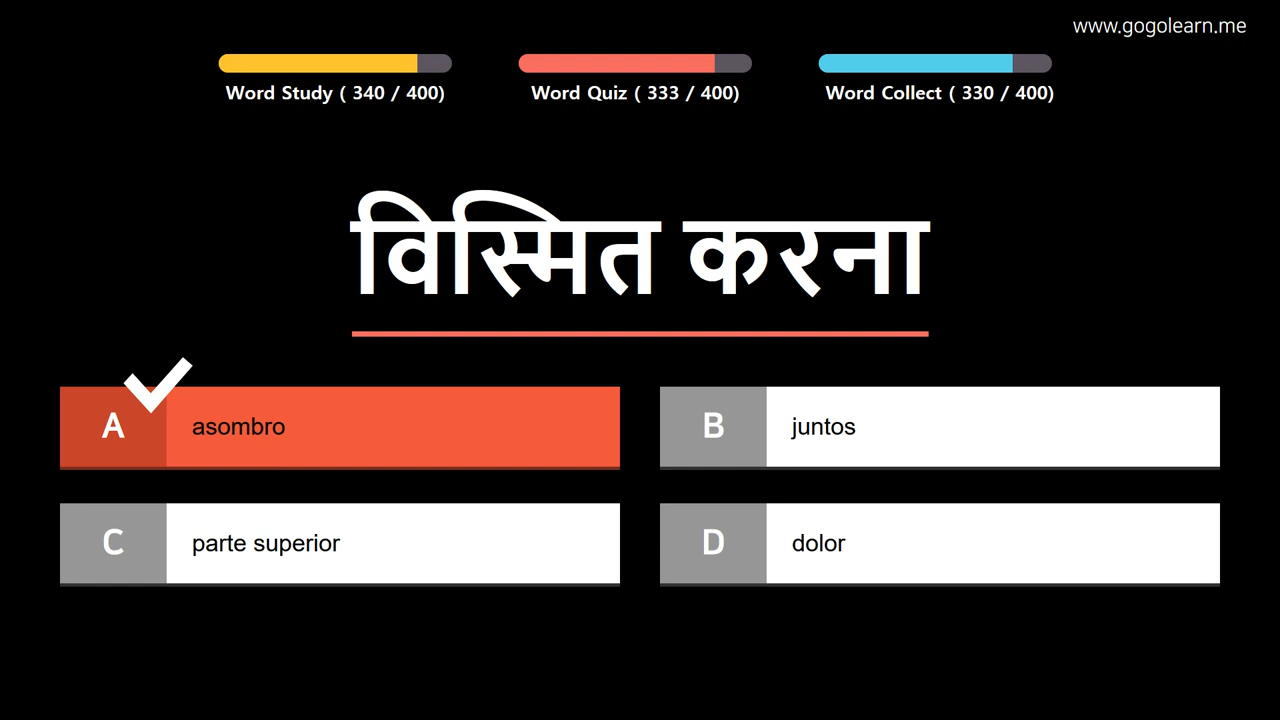 www.gogolearn.me
Word Study ( 340 / 400)
Word Quiz ( 333 / 400)
Word Collect ( 330 / 400)
विस्मित करना
A asombro
B juntos
C parte superior
D dolor